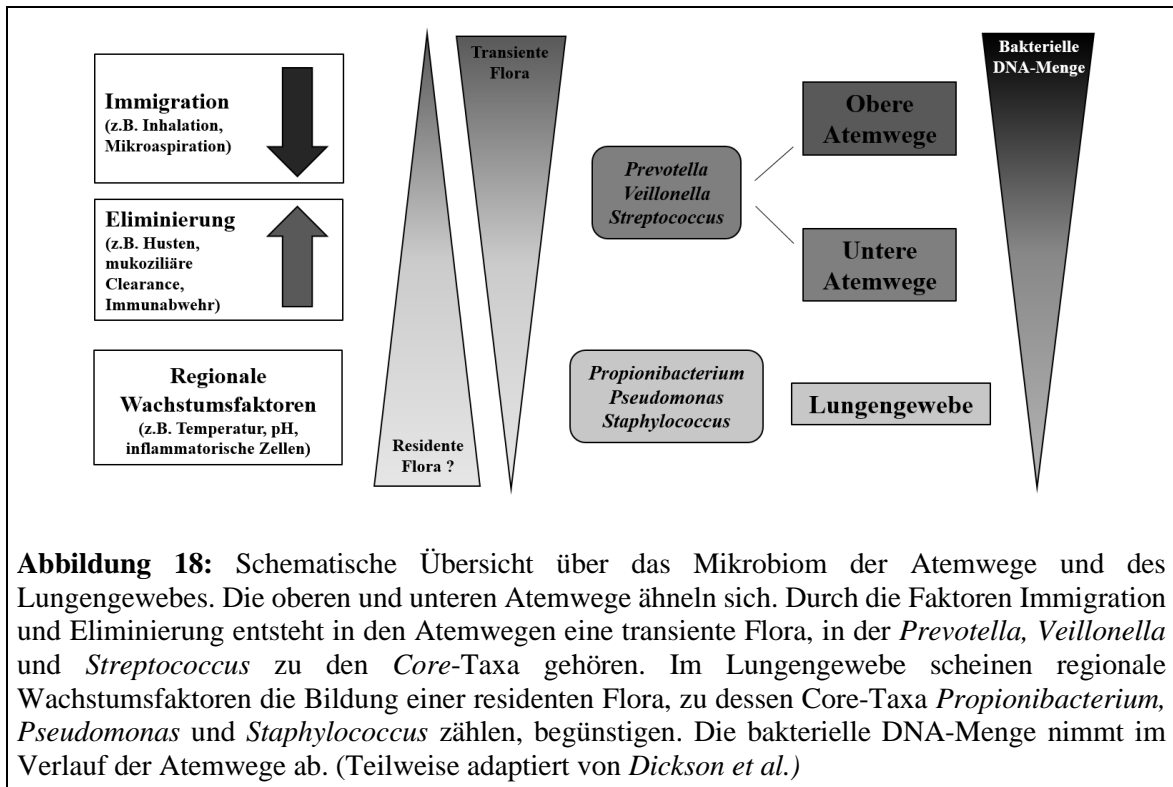 Immigration
(z.B. Inhalation,
Mikroaspiration)
Eliminierung
(z.B. Husten,
mukoziliäre
Clearance,
Immunabwehr)
Regionale
Wachstumsfaktoren
(z.B. Temperatur, pH,
inflammatorische Zellen)
Residente
Flora ?
Transiente
Flora
Prevotella
Veillonella
Streptococcus
Propionibacterium
Pseudomonas
Staphylococcus
Obere
Atemwege
Untere
Atemwege
Lungengewebe
Bakterielle
DNA-Menge
Abbildung 18: Schematische Übersicht über das Mikrobiom der Atemwege und des
Lungengewebes. Die oberen und unteren Atemwege ähneln sich. Durch die Faktoren Immigration
und Eliminierung entsteht in den Atemwegen eine transiente Flora, in der Prevotella, Veillonella
und Streptococcus zu den Core-Taxa gehören. Im Lungengewebe scheinen regionale
Wachstumsfaktoren die Bildung einer residenten Flora, zu dessen Core-Taxa Propionibacterium,
Pseudomonas und Staphylococcus zählen, begünstigen. Die bakterielle DNA-Menge nimmt im
Verlauf der Atemwege ab. (Teilweise adaptiert von Dickson et al.)